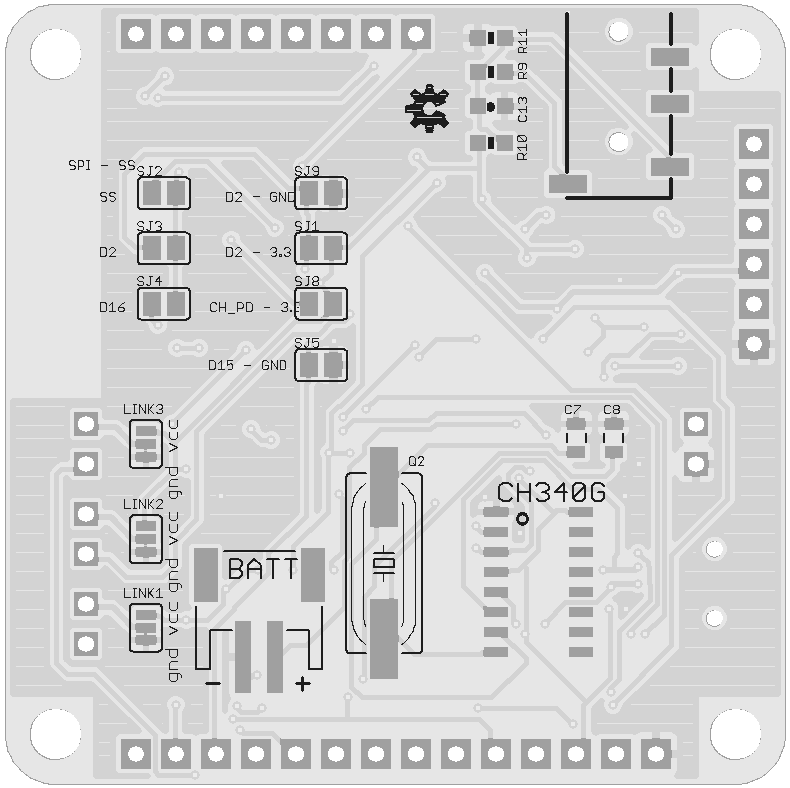 R11
R9
C13
R10
SPI - SS
SJ2
SJ9
SS
D2 - GND
SJ3
SJ1
D2
D2 - 3.3
SJ4
SJ8
D16
CH_PD - 3.3
SJ5
D15 - GND
LINK3
gnd vcc
C7
C8
Q2
CH340G
LINK2
gnd vcc
BATT
LINK1
gnd vcc
- +